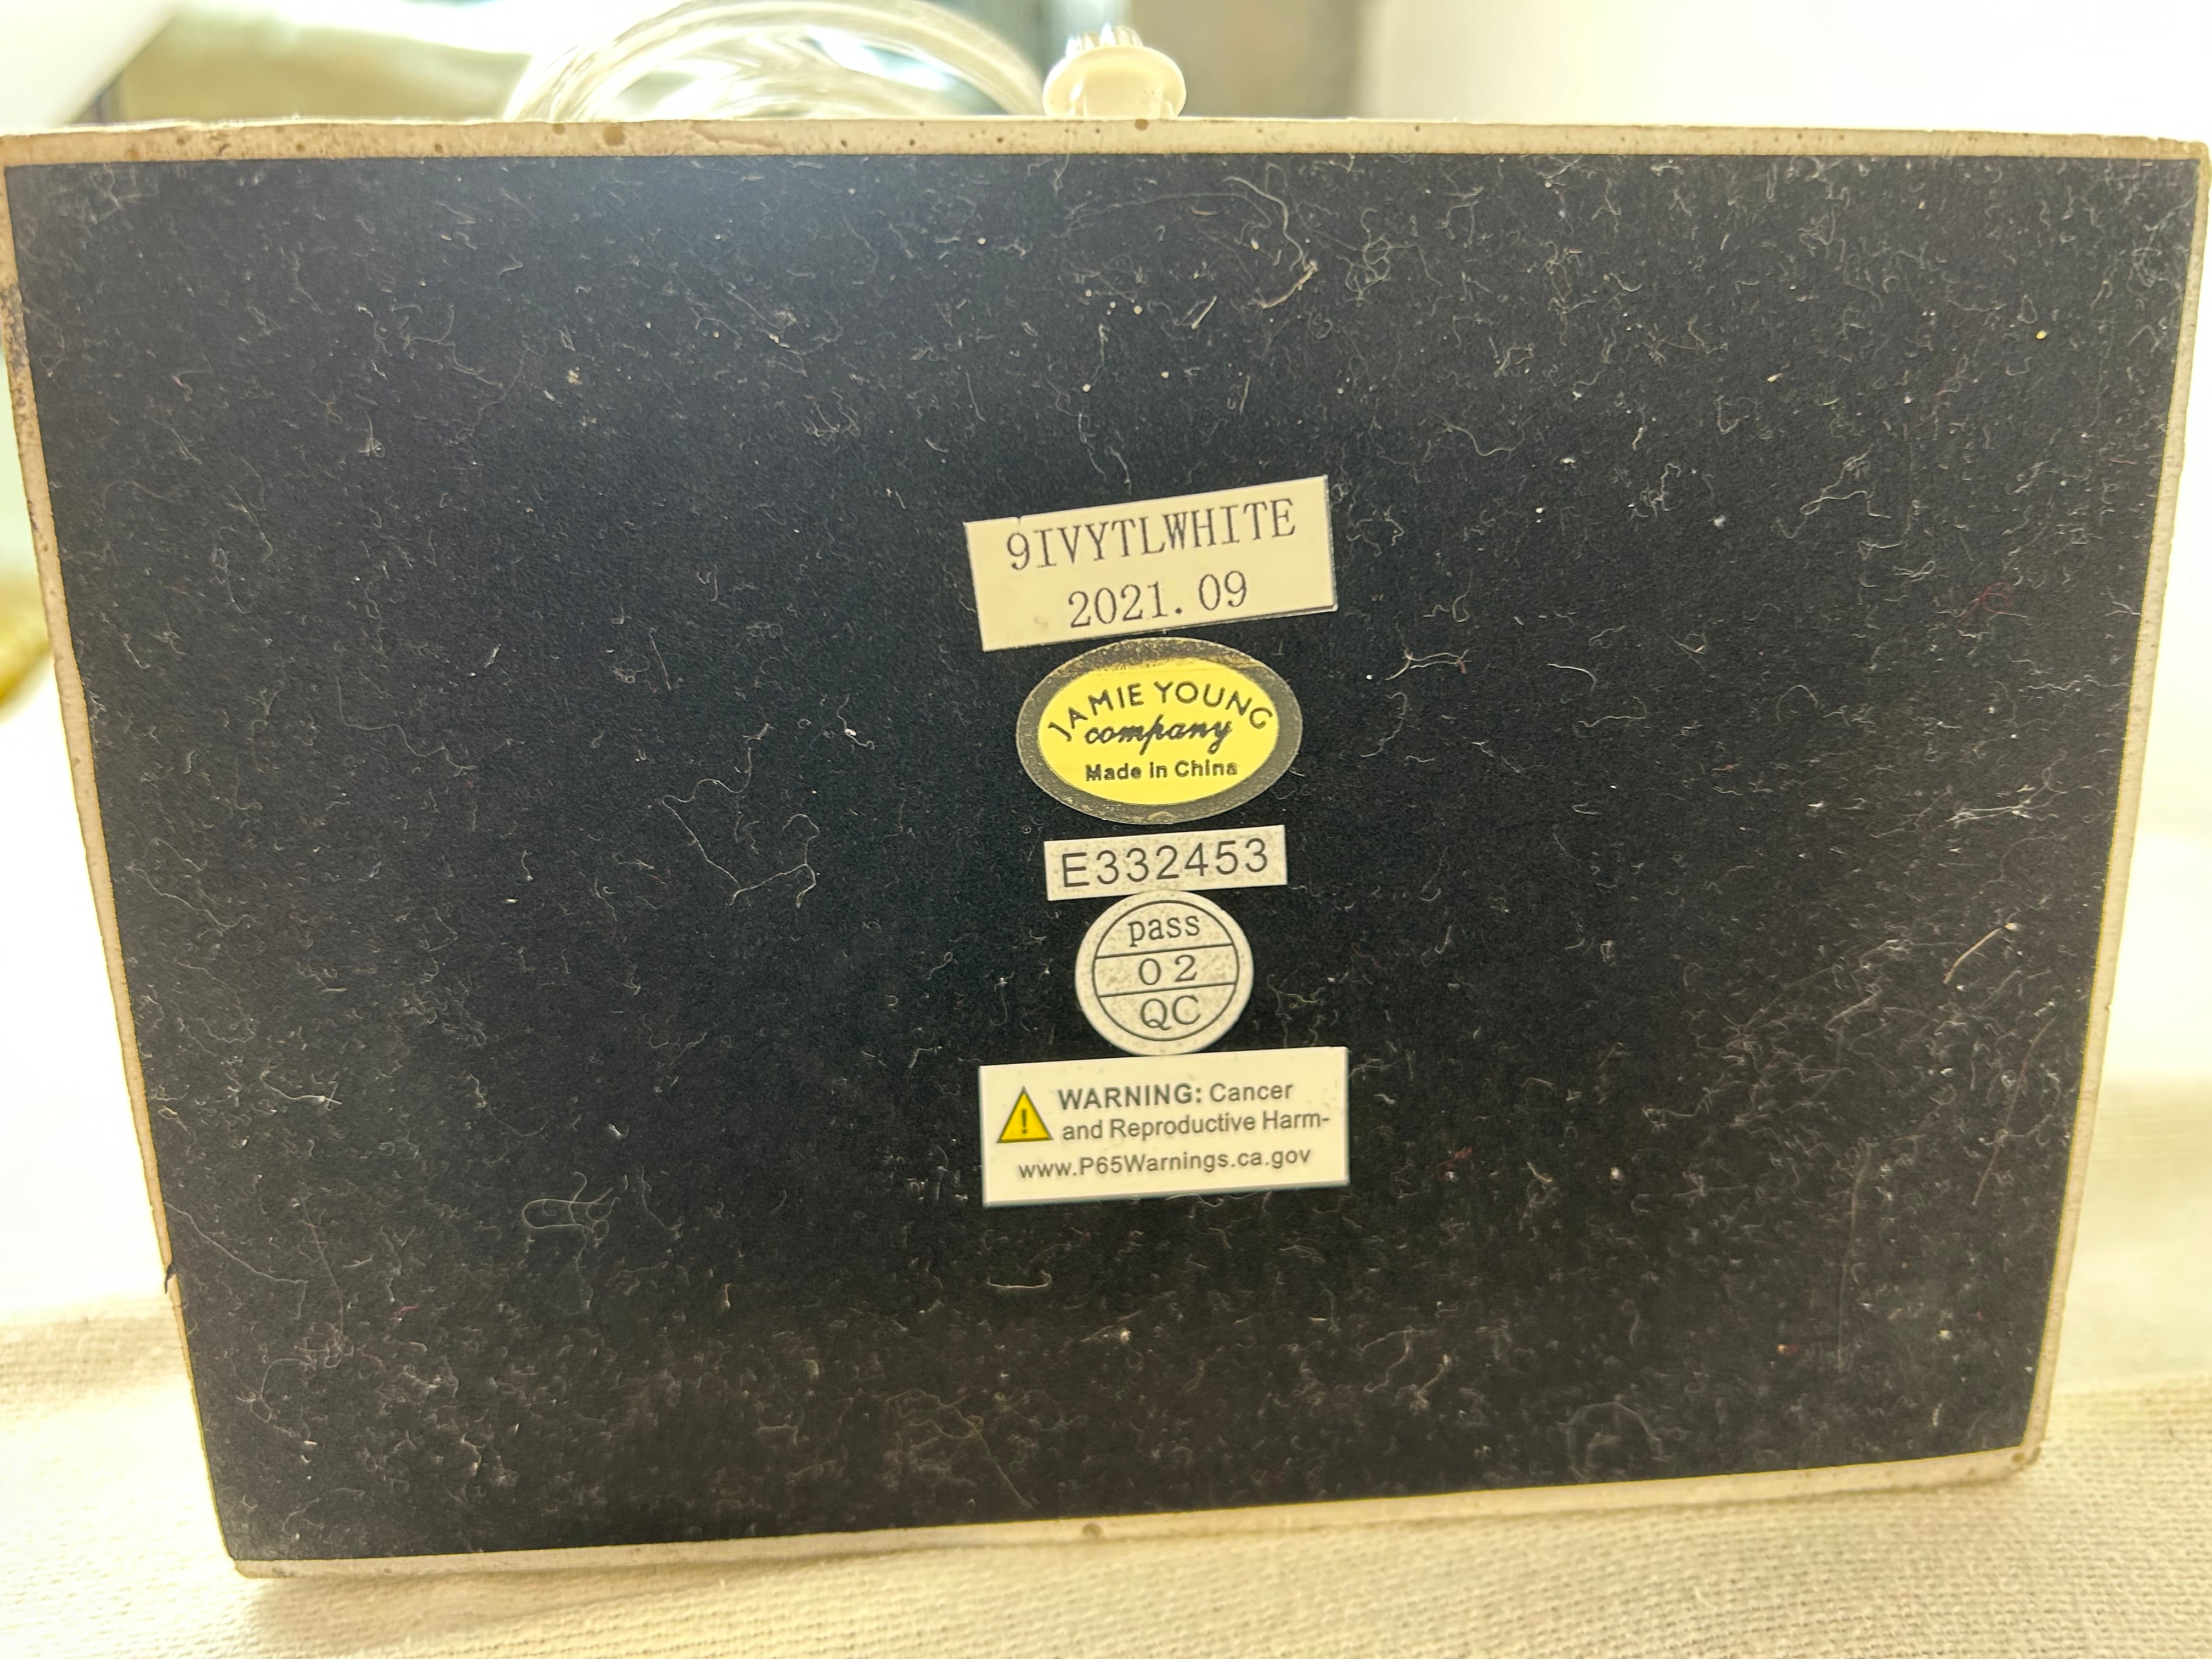 9IVYTLWHITE
2021.09
JAMIE YOUNG
company
Made in China
E332453
pass
02
QC
WARNING: Cancer
and Reproductive Harm-
www.P65Warnings.ca.gov